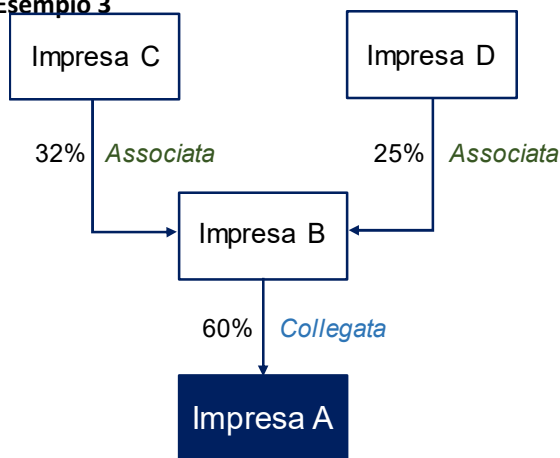 Esempio 3
Impresa C
Impresa D
32% Associata
25% Associata
Impresa B
60% Collegata
Impresa A